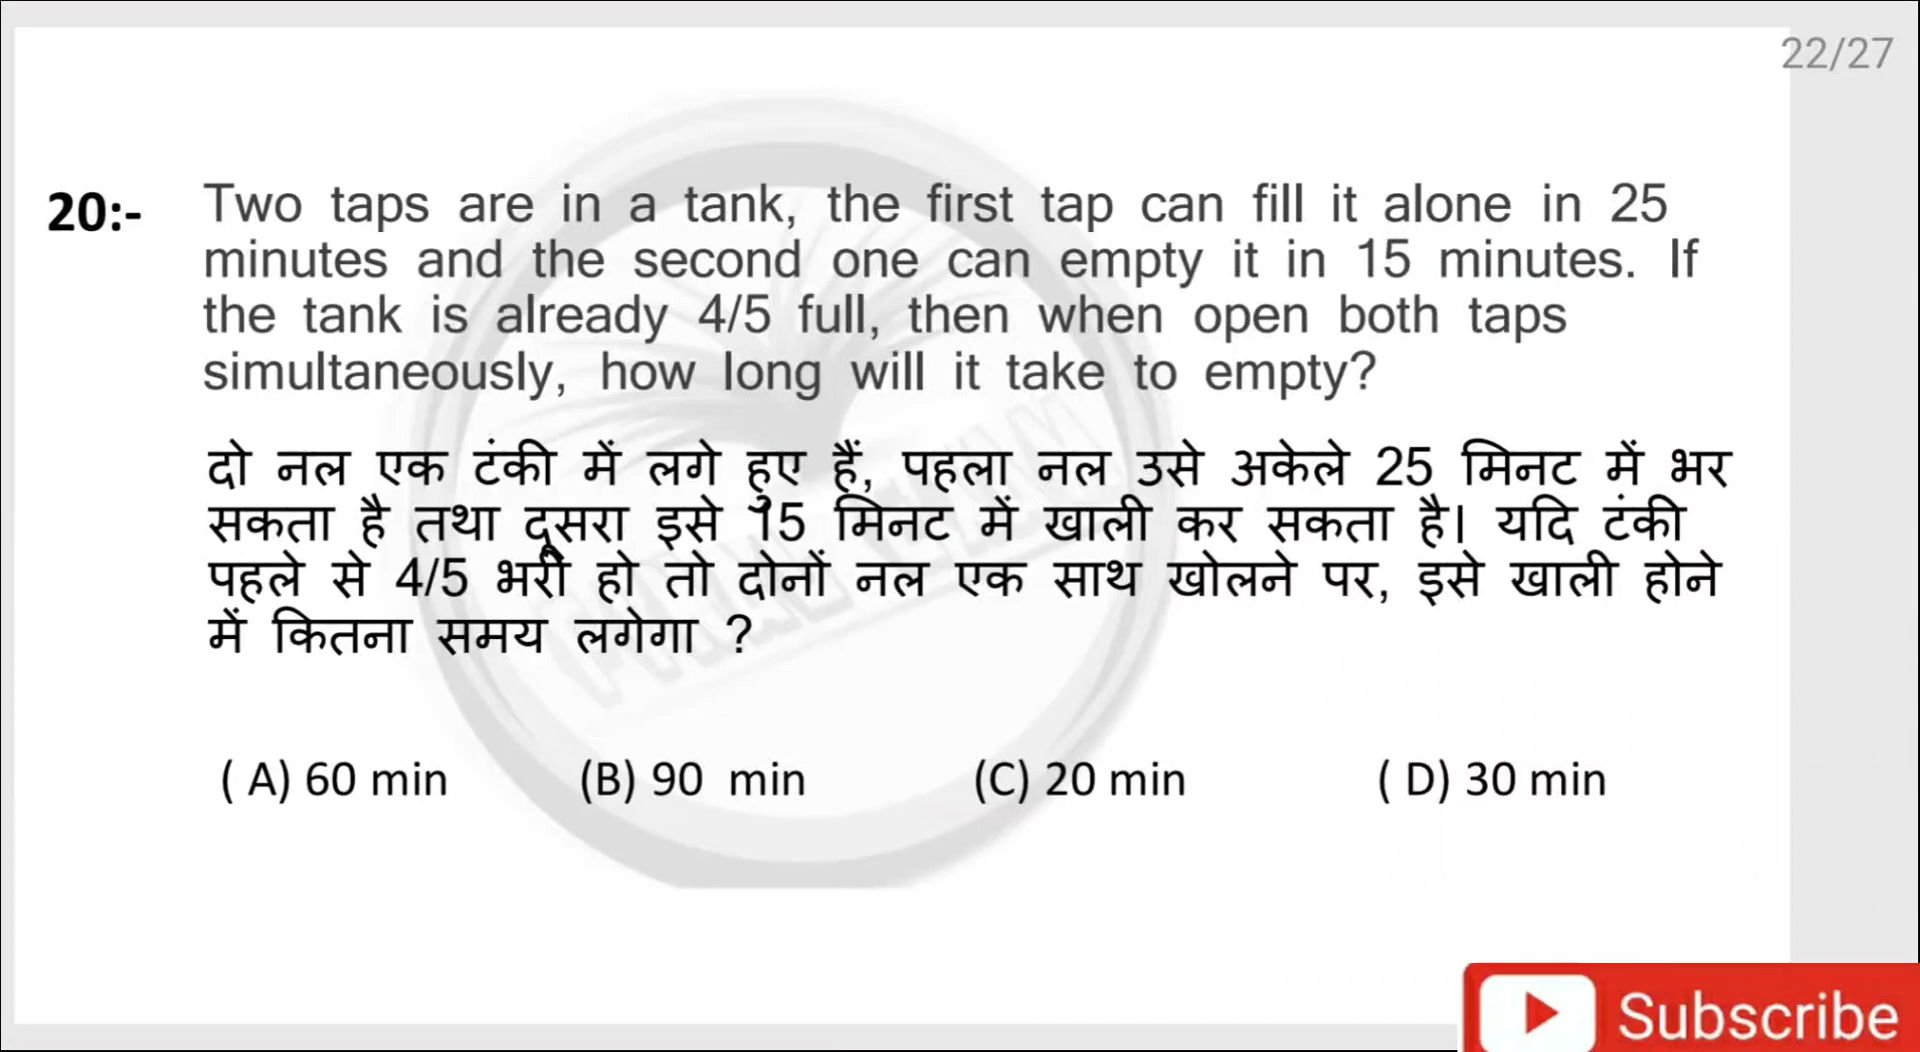 22/27
20:- Two taps are in a tank, the first tap can fill it alone in 25
minutes and the second one can empty it in 15 minutes. If
the tank is already 4/5 full, then when open both taps
simultaneously, how long will it take to empty?
दो नल एक टंकी में लगे हुए हैं, पहला नल उसे अकेले 25 मिनट में भर
सकता है तथा दूसरा इसे 15 मिनट में खाली कर सकता है। यदि टंकी
पहले से 4/5 भरी हो तो दोनों नल एक साथ खोलने पर, इसे खाली होने
में कितना समय लगेगा ?
( A) 60 min (B) 90 min (C) 20 min ( D) 30 min
Subscribe